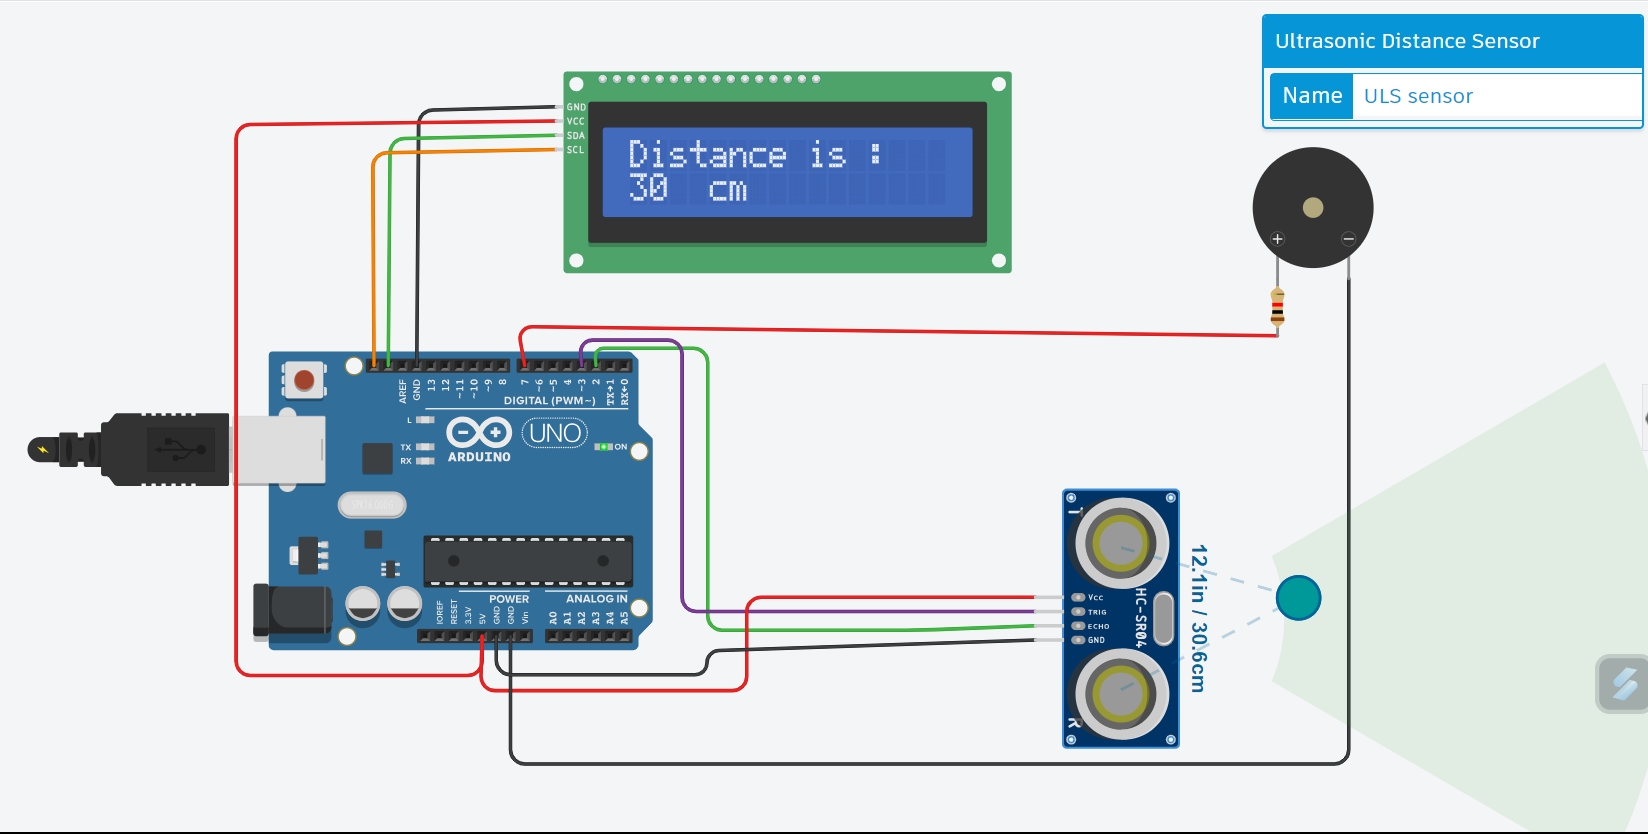 Ultrasonic Distance Sensor
Name ULS sensor
GND
VCC
SDA
SCL
Distance is :
30 cm
AREF
GND
13
12
~11
~10
~9
8
7
~6
~5
4
~3
2
TX→1
RX←0
DIGITAL (PWM~)
L
TX
RX
ARDUINO
UNO
ON
POWER
ANALOG IN
IOREF
RESET
3.3V
5V
GND
GND
Vin
A0
A1
A2
A3
A4
A5
T
Vcc
TRIG
ECHO
GND
HC-SR04
R
12.1in / 30.6cm